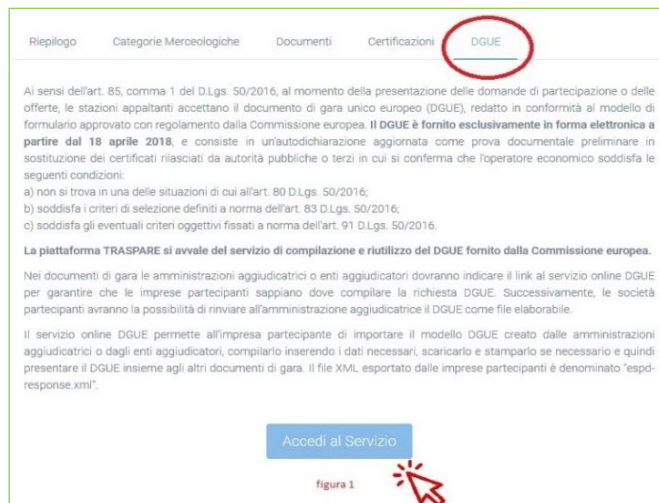 Riepilogo Categorie Merceologiche Documenti Certificazioni DGUE
Ai sensi dell'art. 85, comma 1 del D.Lgs. 50/2016, al momento della presentazione delle domande di partecipazione o delle
offerte, le stazioni appaltanti accettano il documento di gara unico europeo (DGUE), redatto in conformità al modello di
formulario approvato con regolamento dalla Commissione europea. Il DGUE è fornito esclusivamente in forma elettronica a
partire dal 18 aprile 2018, e consiste in un'autodichiarazione aggiornata come prova documentale preliminare in
sostituzione dei certificati rilasciati da autorità pubbliche o terzi in cui si conferma che l'operatore economico soddisfa le
seguenti condizioni:
a) non si trova in una delle situazioni di cui all'art. 80 D.Lgs. 50/2016;
b) soddisfa i criteri di selezione definiti a norma dell'art. 83 D.Lgs. 50/2016;
c) soddisfa gli eventuali criteri oggettivi fissati a norma dell'art. 91 D.Lgs. 50/2016.
La piattaforma TRASPARE si avvale del servizio di compilazione e riutilizzo del DGUE fornito dalla Commissione europea.
Nei documenti di gara le amministrazioni aggiudicatrici o enti aggiudicatori dovranno indicare il link al servizio online DGUE
per garantire che le imprese partecipanti sappiano dove compilare la richiesta DGUE. Successivamente, le società
partecipanti avranno la possibilità di rinviare all'amministrazione aggiudicatrice il DGUE come file elaborabile.
Il servizio online DGUE permette all'impresa partecipante di importare il modello DGUE creato dalle amministrazioni
aggiudicatrici o dagli enti aggiudicatori, compilarlo inserendo i dati necessari, scaricarlo e stamparlo se necessario e quindi
presentare il DGUE insieme agli altri documenti di gara. Il file XML esportato dalle imprese partecipanti è denominato "espd-
response.xml".
Accedi al Servizio
figura 1